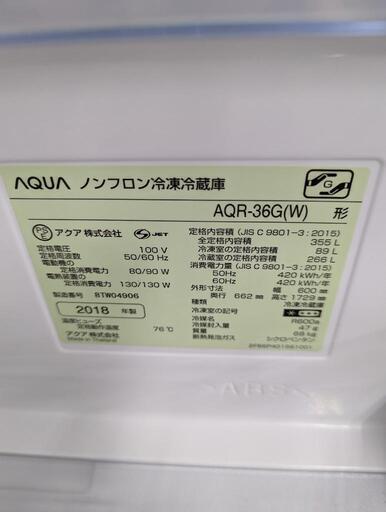 AQUA ノンフロン冷凍冷蔵庫
G
AQR-36G(W) 形
PSE アクア 株式会社 S JET
定格電圧 100 V
定格周波数 50/60 Hz
電動機の
定格消費電力 80/90 W
電熱装置の
定格消費電力 130/130 W
製造番号 8TW04906
2018 年製
温度ヒューズ
定格動作温度 76℃
アクア 株式会社
Made in Thailand
定格内容積 (JIS C 9801-3 : 2015)
全定格内容積 355 L
冷凍室の定格内容積 89 L
冷蔵室の定格内容積 266 L
消費電力量 (JIS C 9801-3 : 2015)
50Hz 420 kWh/年
60Hz 420 kWh/年
外形寸法 幅 600 mm
奥行 662 mm 高さ 1729 mm
種類 冷凍冷蔵庫
冷凍室の記号
冷媒名 R600a
冷媒封入量 47 g
質量 68 kg
断熱発泡ガス シクロペンタン
>ABS<